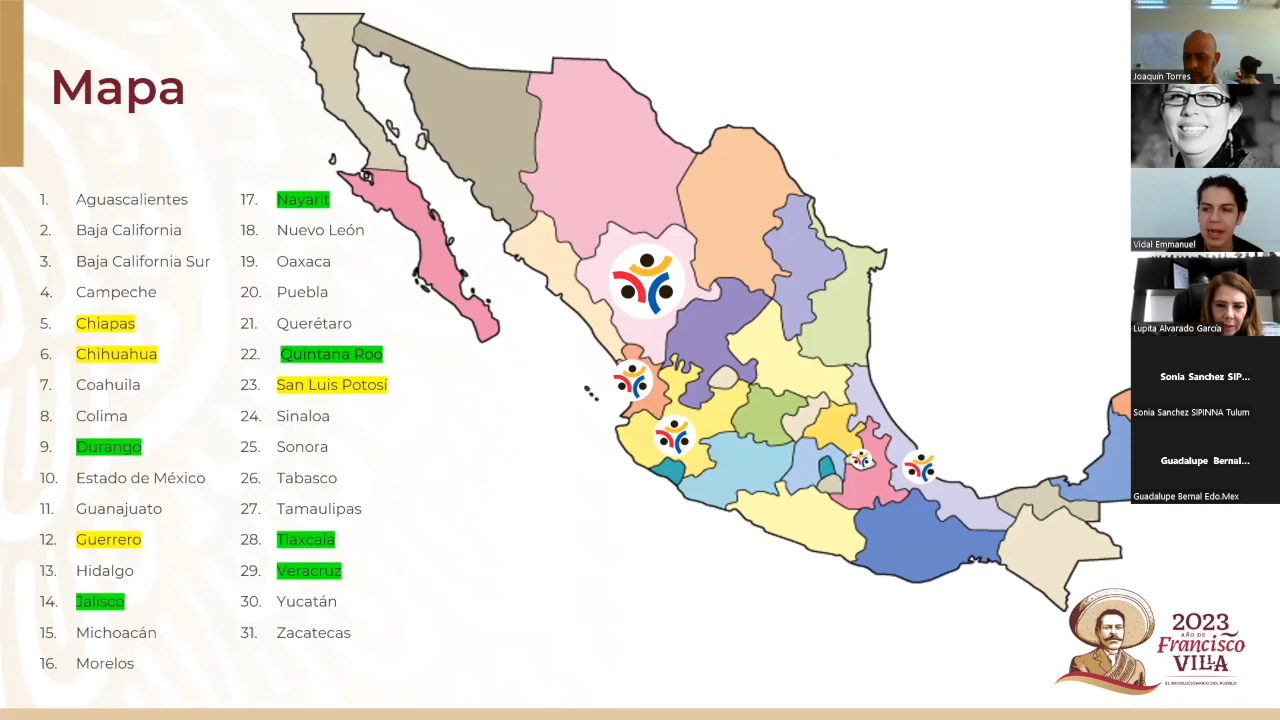 Mapa
1. Aguascalientes
2. Baja California
3. Baja California Sur
4. Campeche
5. Chiapas
6. Chihuahua
7. Coahuila
8. Colima
9. Durango
10. Estado de México
11. Guanajuato
12. Guerrero
13. Hidalgo
14. Jalisco
15. Michoacán
16. Morelos
17. Nayarit
18. Nuevo León
19. Oaxaca
20. Puebla
21. Querétaro
22. Quintana Roo
23. San Luis Potosí
24. Sinaloa
25. Sonora
26. Tabasco
27. Tamaulipas
28. Tlaxcala
29. Veracruz
30. Yucatán
31. Zacatecas
Joaquín Torres
Vidal Emmanuel
Lupita Alvarado García
Sonia Sanchez SIP...
Sonia Sanchez SIPINNA Tulum
Guadalupe Bernal...
Guadalupe Bernal Edo.Mex
2023
AÑO DE
Francisco
VILLA
EL REVOLUCIONARIO DEL PUEBLO